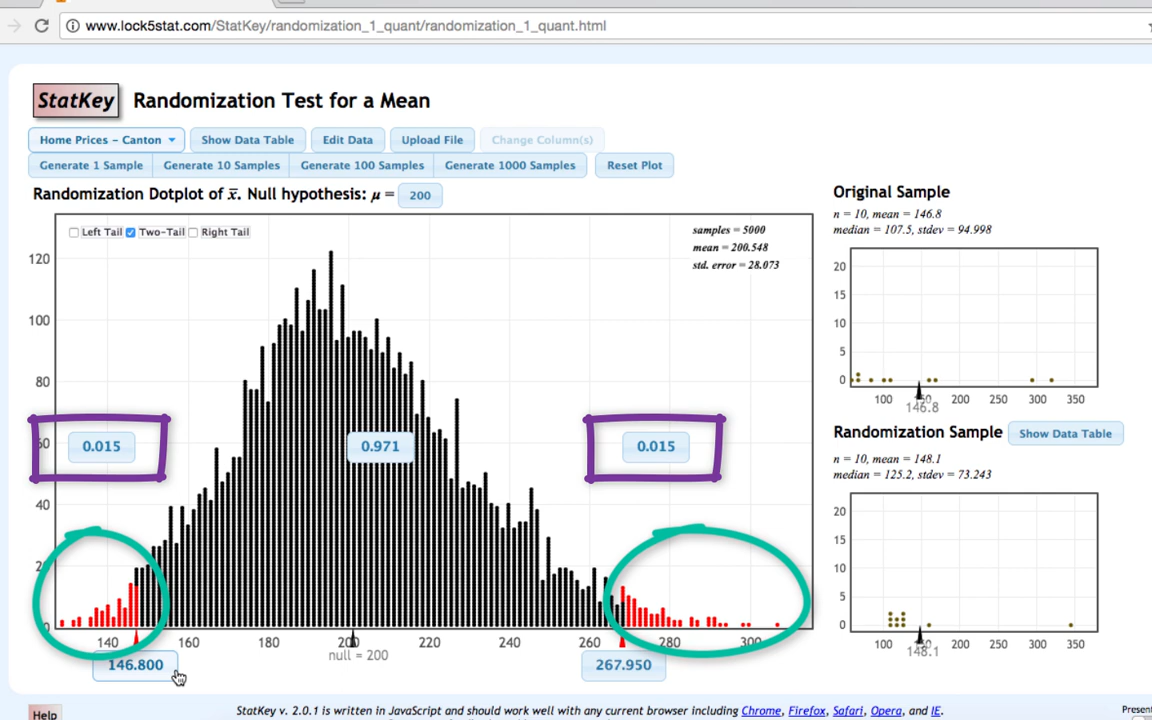 www.lock5stat.com/StatKey/randomization_1_quant/randomization_1_quant.html
StatKey Randomization Test for a Mean
Home Prices - Canton Show Data Table Edit Data Upload File Change Column(s)
Generate 1 Sample Generate 10 Samples Generate 100 Samples Generate 1000 Samples Reset Plot
Randomization Dotplot of x̄. Null hypothesis: μ = 200
Left Tail Two-Tail Right Tail
samples = 5000
mean = 200.548
std. error = 28.073
120
100
80
60
40
2
0
0.015
0.971
0.015
140 160 180 200 220 240 260 280 300
null = 200
146.800
267.950
Original Sample
n = 10, mean = 146.8
median = 107.5, stdev = 94.998
20
15
10
5
0
100 200 250 300 350
146.8
Randomization Sample Show Data Table
n = 10, mean = 148.1
median = 125.2, stdev = 73.243
20
15
10
5
0
100 200 250 300 350
148.1
Help
StatKey v. 2.0.1 is written in JavaScript and should work well with any current browser including Chrome, Firefox, Safari, Opera, and IE.
Present